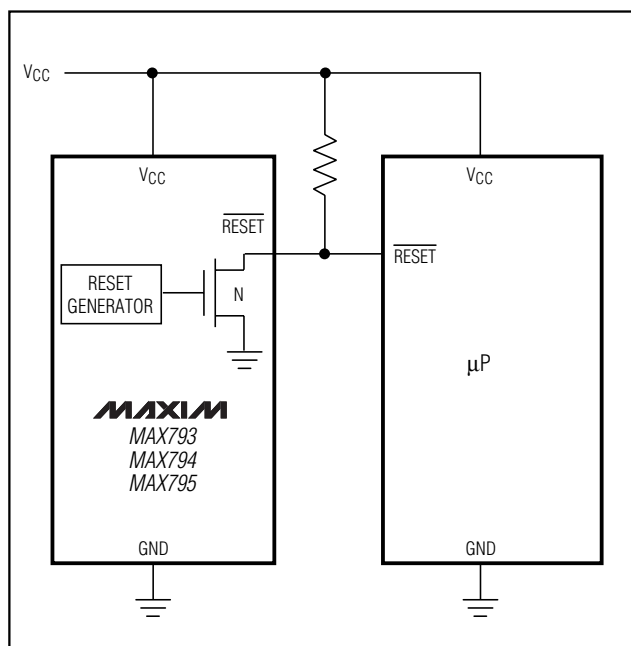 VCC
VCC
VCC
RESET
RESET
RESET
GENERATOR
N
μP
MAXIM
MAX793
MAX794
MAX795
GND
GND